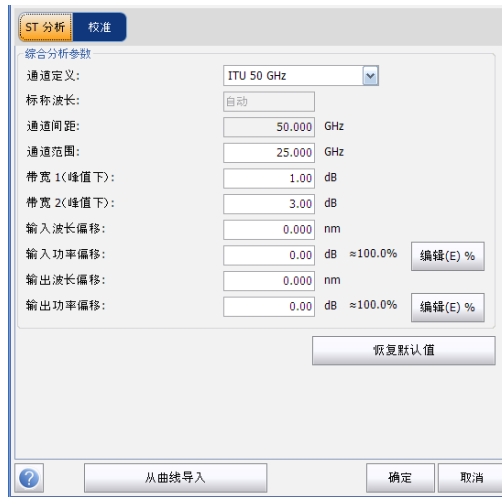 ST 分析 校准
综合分析参数
通道定义: ITU 50 GHz
标称波长: 自动
通道间距: 50.000 GHz
通道范围: 25.000 GHz
带宽 1(峰值下): 1.00 dB
带宽 2(峰值下): 3.00 dB
输入波长偏移: 0.000 nm
输入功率偏移: 0.00 dB ≈100.0% 编辑(E) %
输出波长偏移: 0.000 nm
输出功率偏移: 0.00 dB ≈100.0% 编辑(E) %
恢复默认值
? 从曲线导入 确定 取消